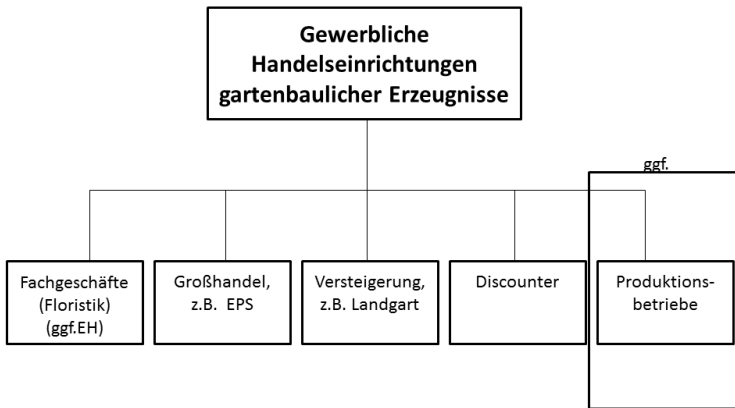 Gewerbliche
Handelseinrichtungen
gartenbaulicher Erzeugnisse
ggf.
Fachgeschäfte
(Floristik)
(ggf.EH)
Großhandel,
z.B. EPS
Versteigerung,
z.B. Landgart
Discounter
Produktions-
betriebe